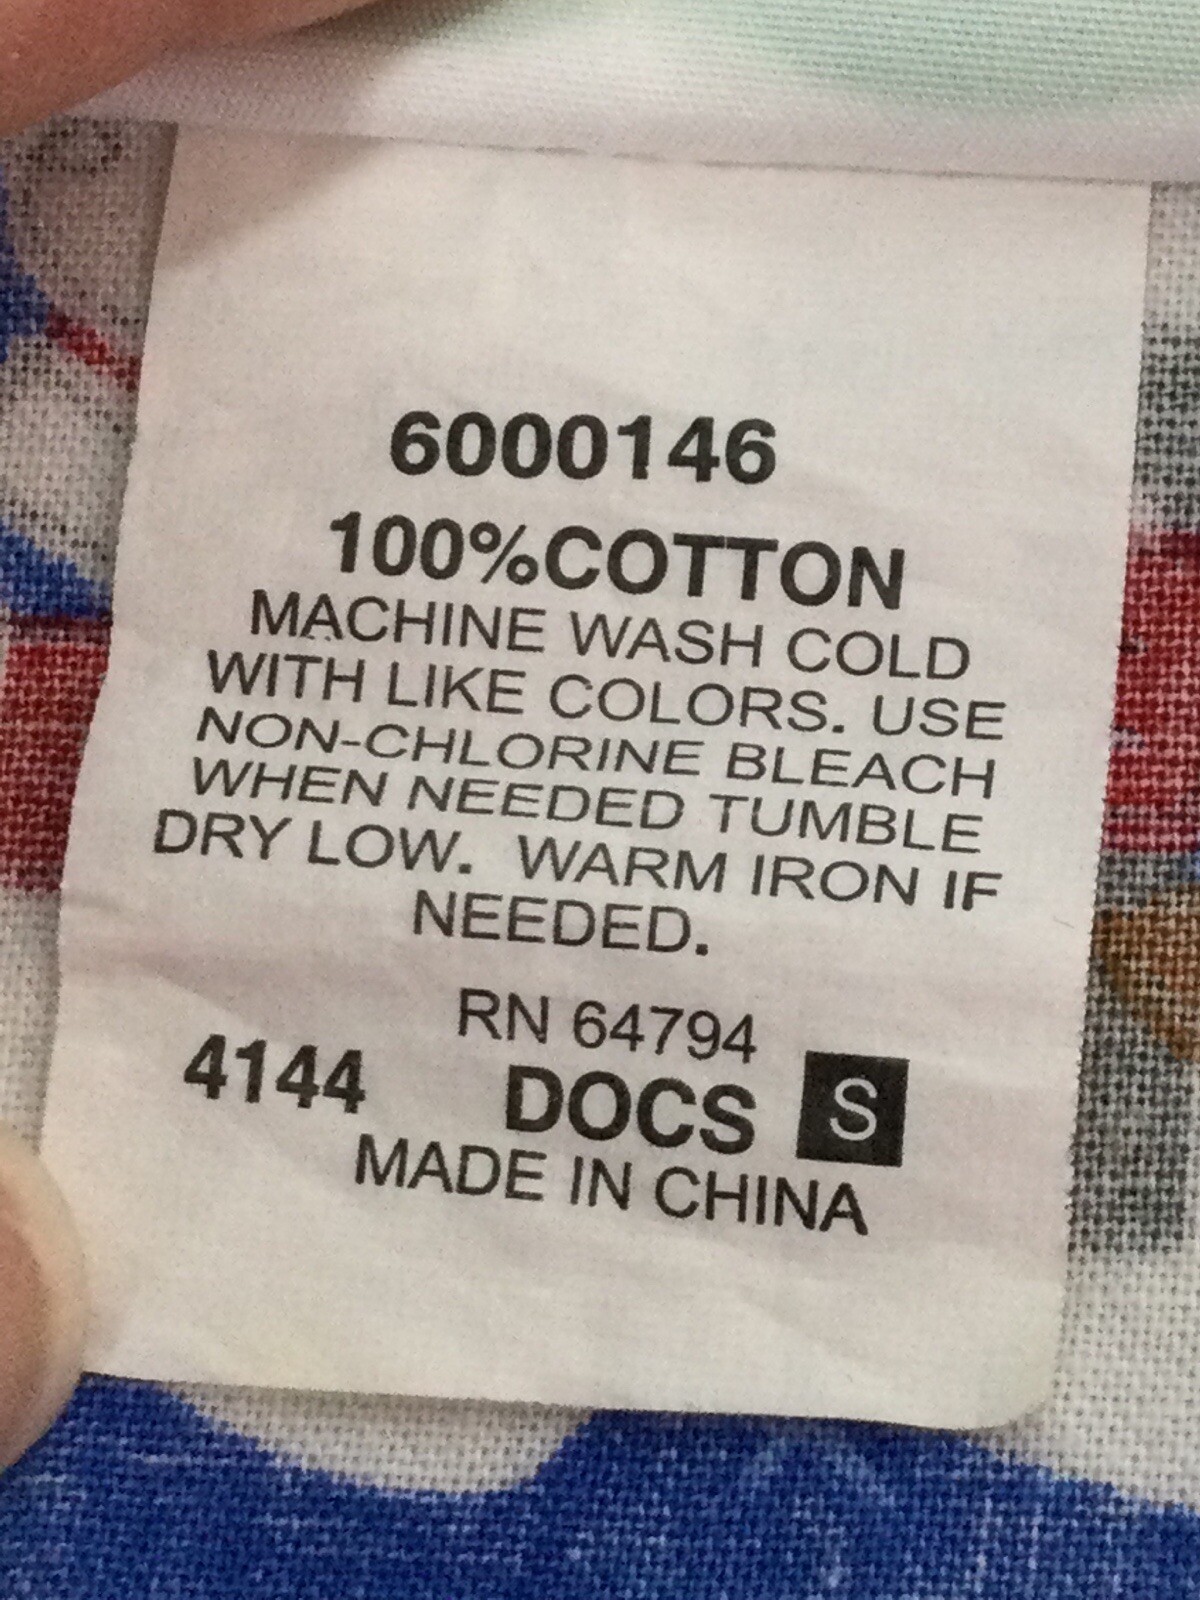 6000146
100%COTTON
MACHINE WASH COLD
WITH LIKE COLORS. USE
NON-CHLORINE BLEACH
WHEN NEEDED TUMBLE
DRY LOW. WARM IRON IF
NEEDED.
RN 64794
4144 DOCS S
MADE IN CHINA